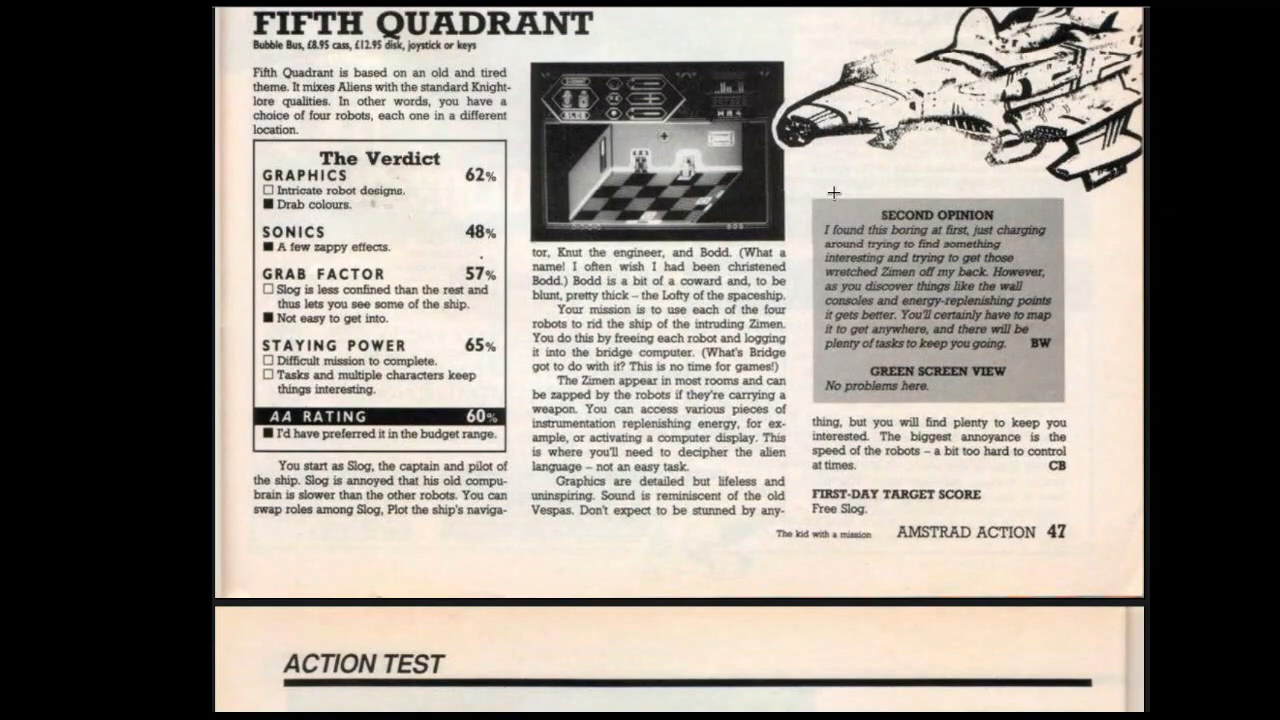 FIFTH QUADRANT
Bubble Bus, £8.95 cass, £12.95 disk, joystick or keys
Fifth Quadrant is based on an old and tired
theme. It mixes Aliens with the standard Knight-
lore qualities. In other words, you have a
choice of four robots, each one in a different
location.
The Verdict
GRAPHICS 62%
☐ Intricate robot designs.
■ Drab colours.
SONICS 48%
■ A few zappy effects.
GRAB FACTOR 57%
☐ Slog is less confined than the rest and
thus lets you see some of the ship.
■ Not easy to get into.
STAYING POWER 65%
☐ Difficult mission to complete.
☐ Tasks and multiple characters keep
things interesting.
AA RATING 60%
■ I'd have preferred it in the budget range.
You start as Slog, the captain and pilot of
the ship. Slog is annoyed that his old compu-
brain is slower than the other robots. You can
swap roles among Slog, Plot the ship's naviga-
tor, Knut the engineer, and Bodd. (What a
name! I often wish I had been christened
Bodd.) Bodd is a bit of a coward and, to be
blunt, pretty thick – the Lofty of the spaceship.
Your mission is to use each of the four
robots to rid the ship of the intruding Zimen.
You do this by freeing each robot and logging
it into the bridge computer. (What's Bridge
got to do with it? This is no time for games!)
The Zimen appear in most rooms and can
be zapped by the robots if they're carrying a
weapon. You can access various pieces of
instrumentation replenishing energy, for ex-
ample, or activating a computer display. This
is where you'll need to decipher the alien
language – not an easy task.
Graphics are detailed but lifeless and
uninspiring. Sound is reminiscent of the old
Vespas. Don't expect to be stunned by any-
SECOND OPINION
I found this boring at first, just charging
around trying to find something
interesting and trying to get those
wretched Zimen off my back. However,
as you discover things like the wall
consoles and energy-replenishing points
it gets better. You'll certainly have to map
it to get anywhere, and there will be
plenty of tasks to keep you going. BW
GREEN SCREEN VIEW
No problems here.
thing, but you will find plenty to keep you
interested. The biggest annoyance is the
speed of the robots – a bit too hard to control
at times. CB
FIRST-DAY TARGET SCORE
Free Slog.
The kid with a mission AMSTRAD ACTION 47
ACTION TEST